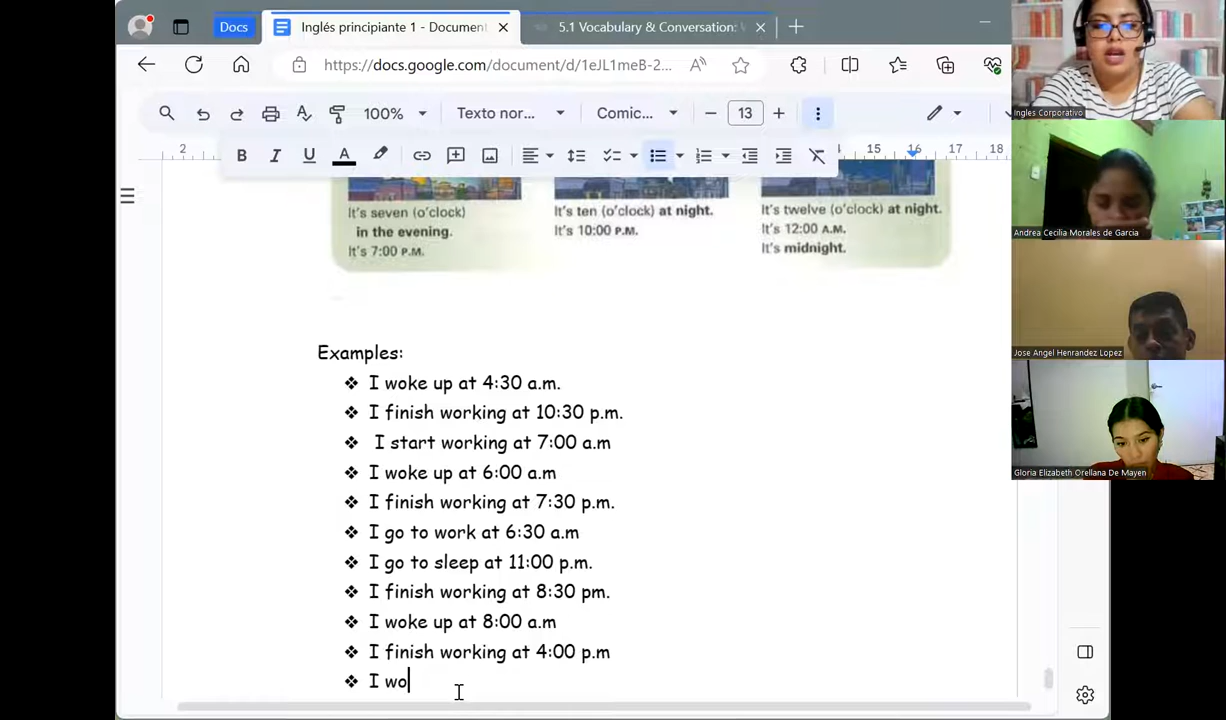 Docs
Inglés principiante 1 - Document
5.1 Vocabulary & Conversation:
https://docs.google.com/document/d/1eJL1meB-2...
100%
Texto nor...
Comic...
13
2
15
16
17
18
It's seven (o'clock)
in the evening.
It's 7:00 P.M.
It's ten (o'clock) at night.
It's 10:00 P.M.
It's twelve (o'clock) at night.
It's 12:00 A.M.
It's midnight.
Examples:
❖ I woke up at 4:30 a.m.
❖ I finish working at 10:30 p.m.
❖ I start working at 7:00 a.m
❖ I woke up at 6:00 a.m
❖ I finish working at 7:30 p.m.
❖ I go to work at 6:30 a.m
❖ I go to sleep at 11:00 p.m.
❖ I finish working at 8:30 pm.
❖ I woke up at 8:00 a.m
❖ I finish working at 4:00 p.m
❖ I wo
Ingles Corporativo
Andrea Cecilia Morales de Garcia
Jose Angel Henrandez Lopez
Gloria Elizabeth Orellana De Mayen